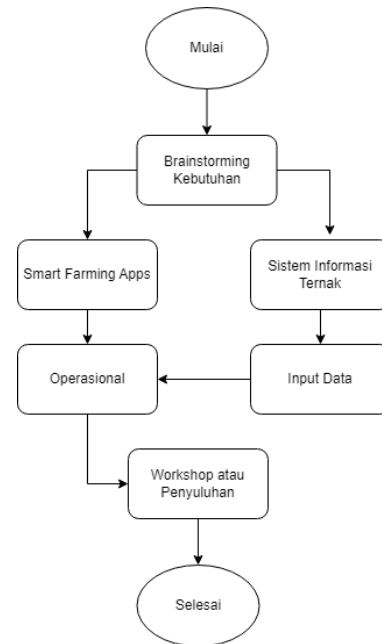 Mulai
Brainstorming
Kebutuhan
Smart Farming Apps
Sistem Informasi
Ternak
Operasional
Input Data
Workshop atau
Penyuluhan
Selesai